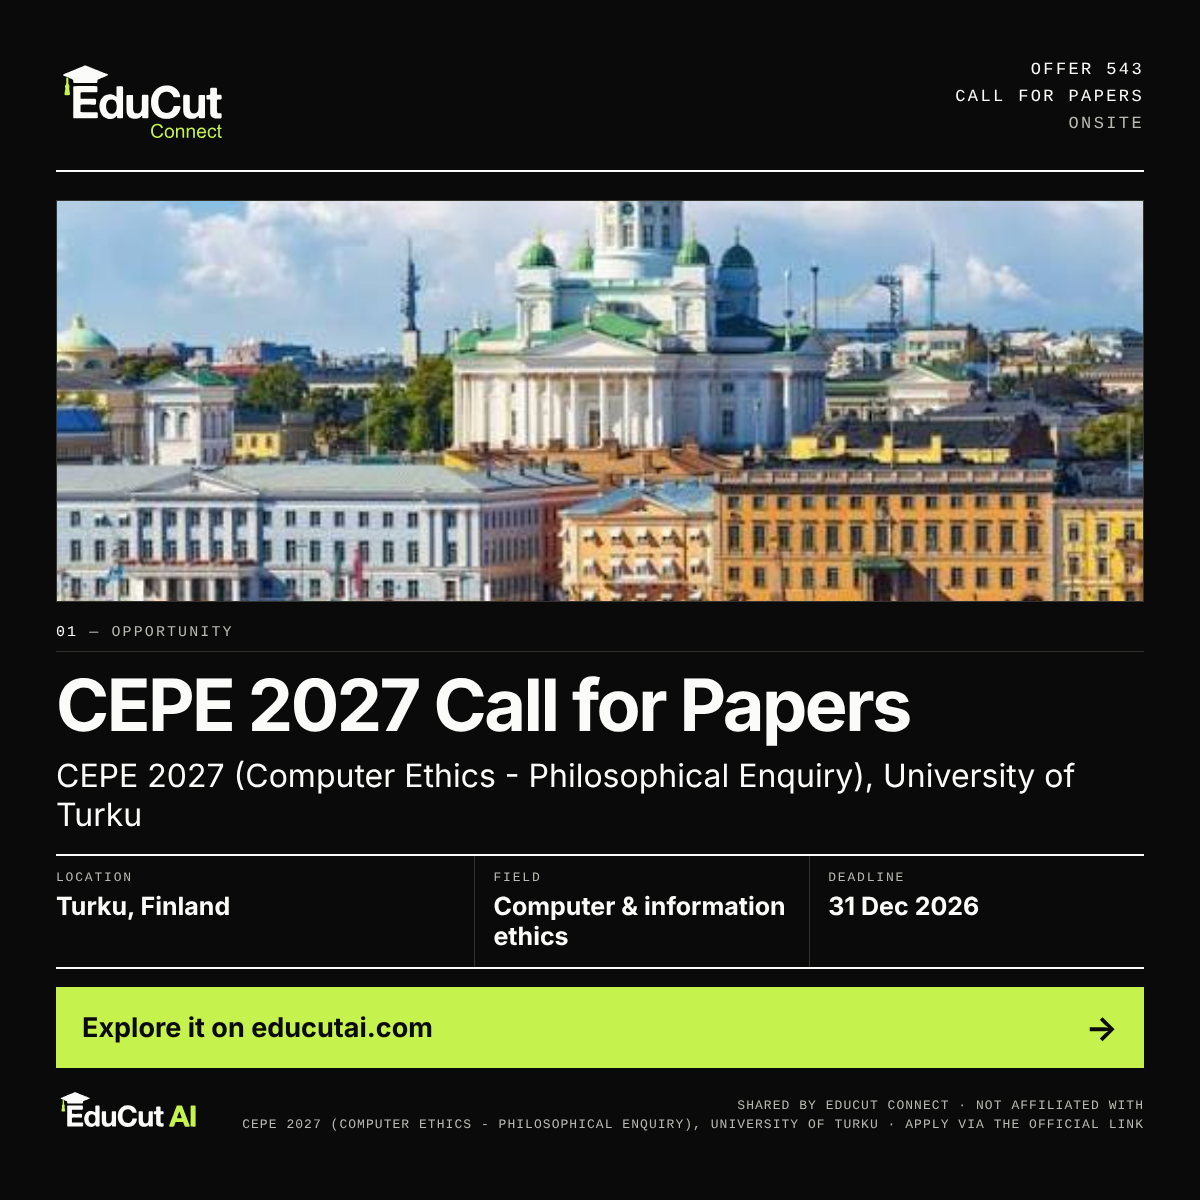 EduCut
Connect
OFFER 543
CALL FOR PAPERS
ONSITE
01 — OPPORTUNITY
CEPE 2027 Call for Papers
CEPE 2027 (Computer Ethics - Philosophical Enquiry), University of
Turku
LOCATION
Turku, Finland
FIELD
Computer & information
ethics
DEADLINE
31 Dec 2026
Explore it on educutai.com →
EduCut AI
SHARED BY EDUCUT CONNECT · NOT AFFILIATED WITH
CEPE 2027 (COMPUTER ETHICS - PHILOSOPHICAL ENQUIRY), UNIVERSITY OF TURKU · APPLY VIA THE OFFICIAL LINK